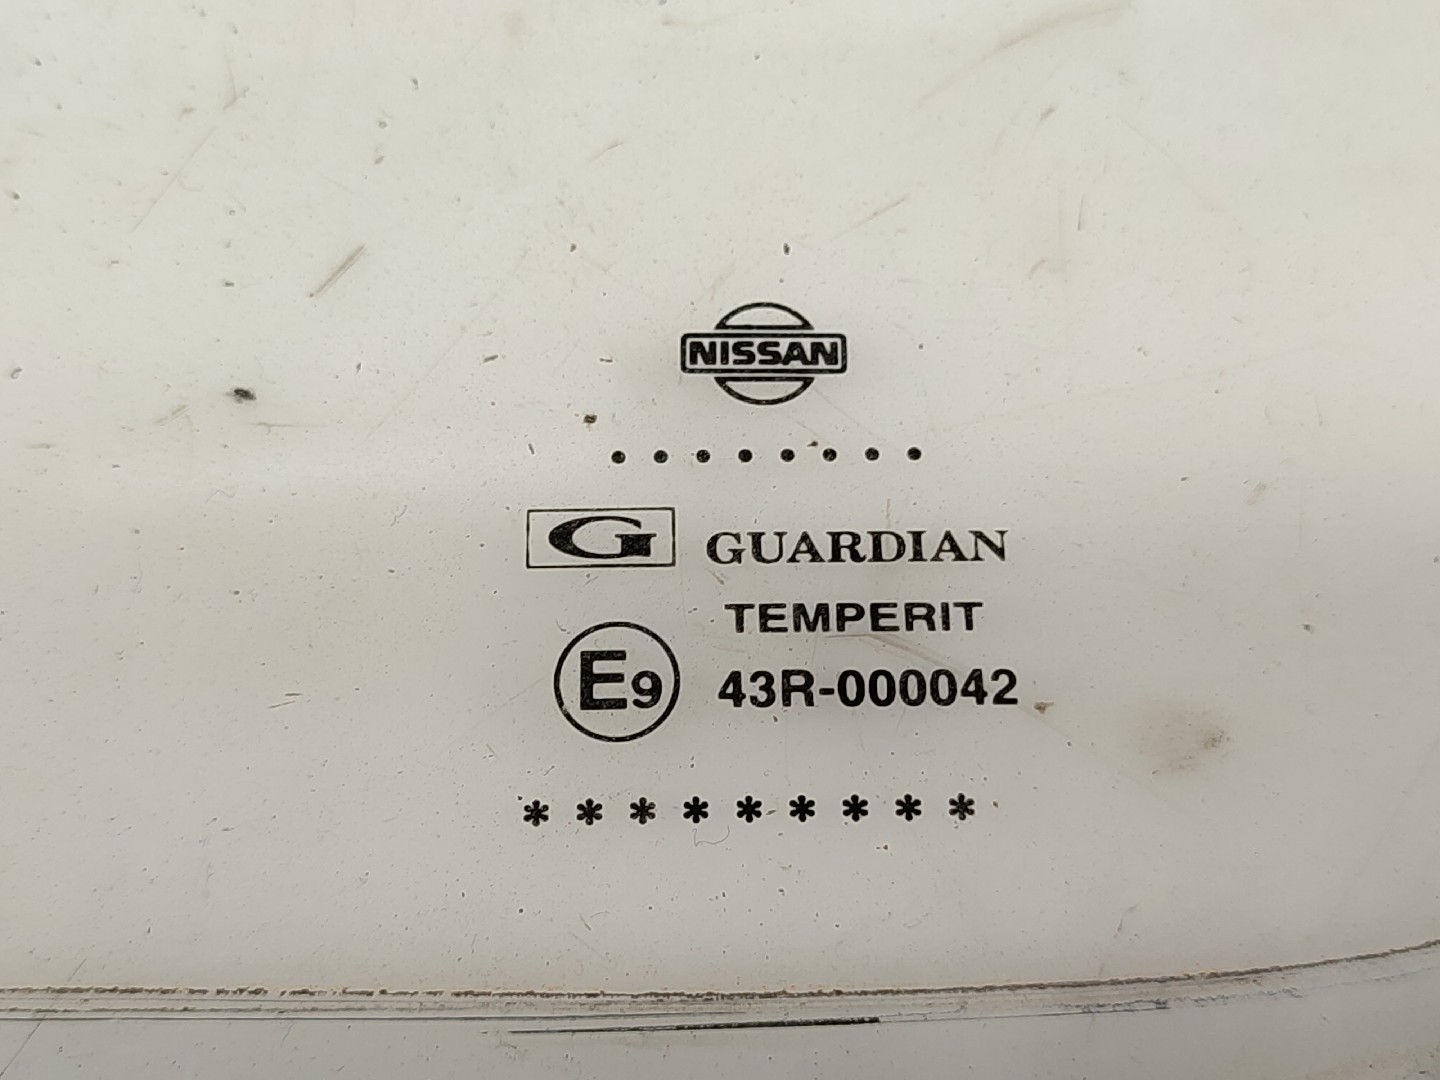 NISSAN
. . . . . . . .
G GUARDIAN
TEMPERIT
E9 43R-000042
* * * * * * * * *